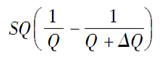 SQ(1/Q − 1/(Q + ΔQ))